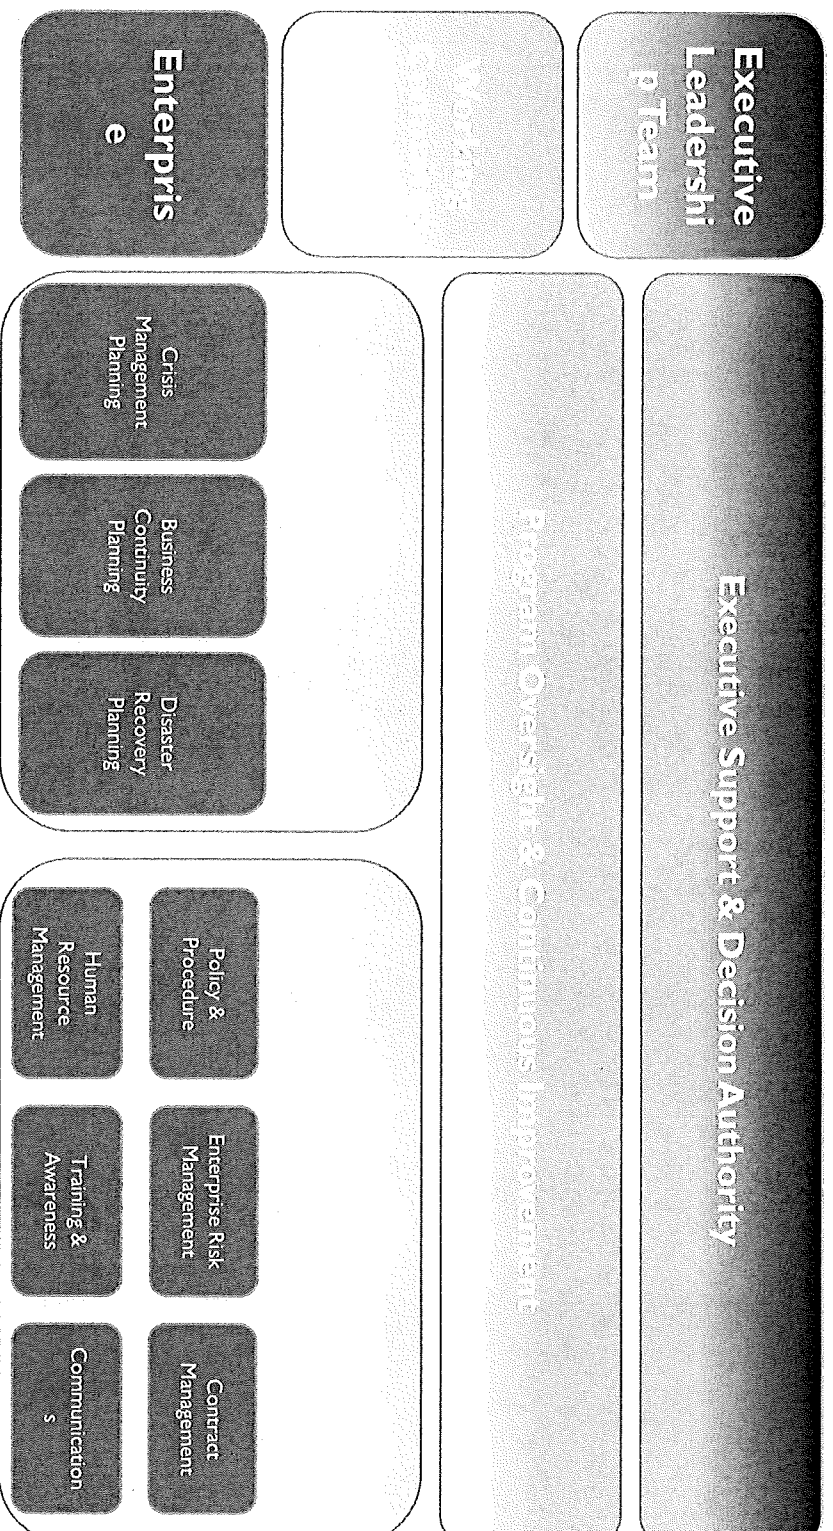 Executive
Leadershi
p Team
Executive Support & Decision Authority
Program Oversight & Continuous Improvement
Enterpris
e
Crisis
Management
Planning
Business
Continuity
Planning
Disaster
Recovery
Planning
Policy &
Procedure
Enterprise Risk
Management
Contract
Management
Human
Resource
Management
Training &
Awareness
Communication
s